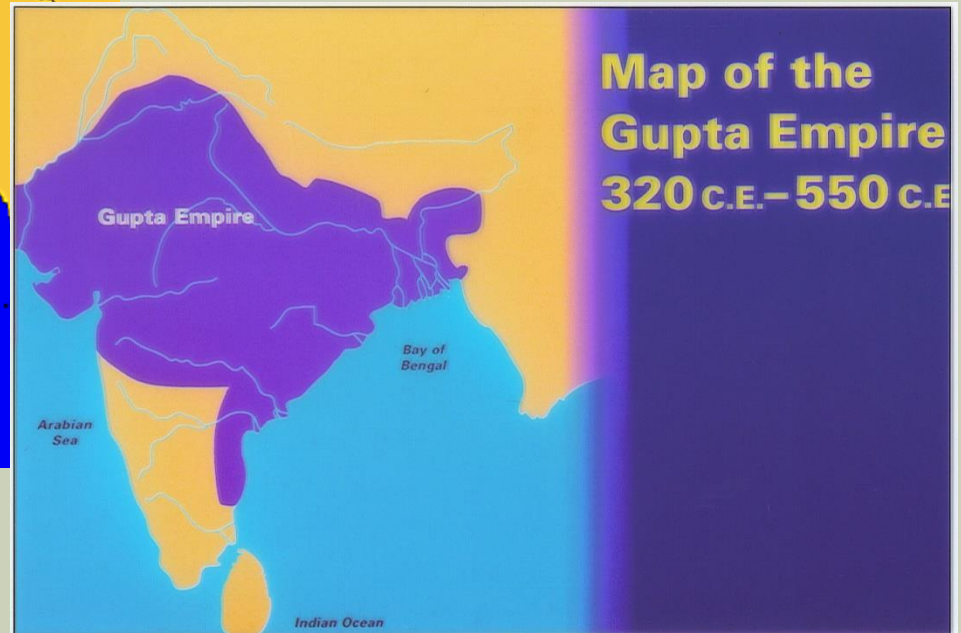 Map of the
Gupta Empire
320 C.E.–550 C.E
Gupta Empire
Bay of
Bengal
Arabian
Sea
Indian Ocean